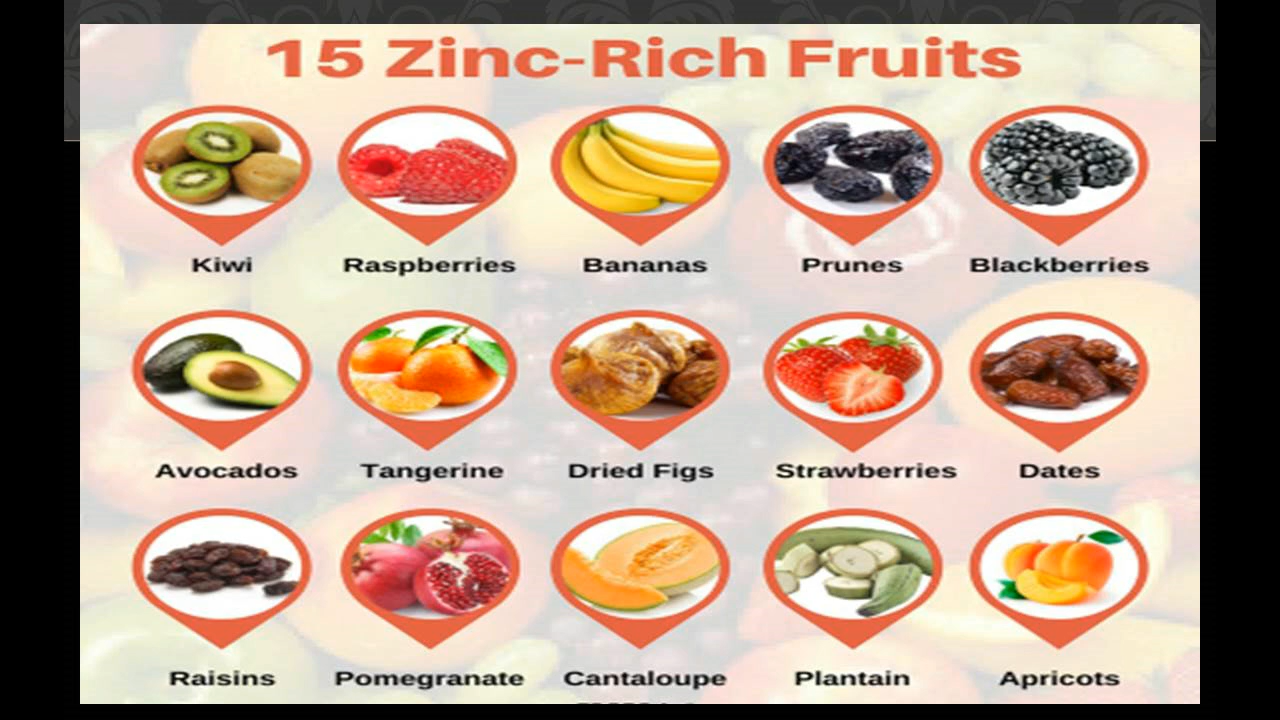 15 Zinc-Rich Fruits
Kiwi Raspberries Bananas Prunes Blackberries
Avocados Tangerine Dried Figs Strawberries Dates
Raisins Pomegranate Cantaloupe Plantain Apricots